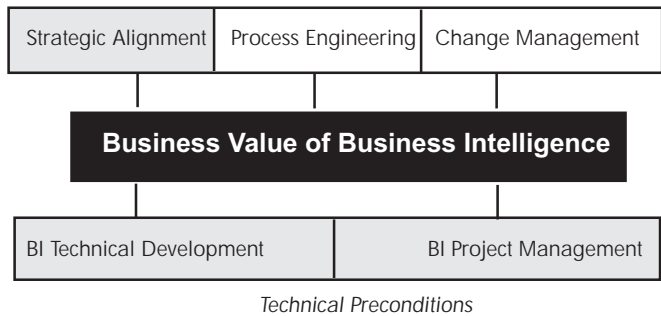 Strategic Alignment
Process Engineering
Change Management
Business Value of Business Intelligence
BI Technical Development
BI Project Management
Technical Preconditions